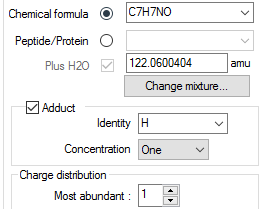 Chemical formula C7H7NO
Peptide/Protein
Plus H2O 122.0600404 amu
Change mixture...
Adduct
Identity H
Concentration One
Charge distribution
Most abundant : 1